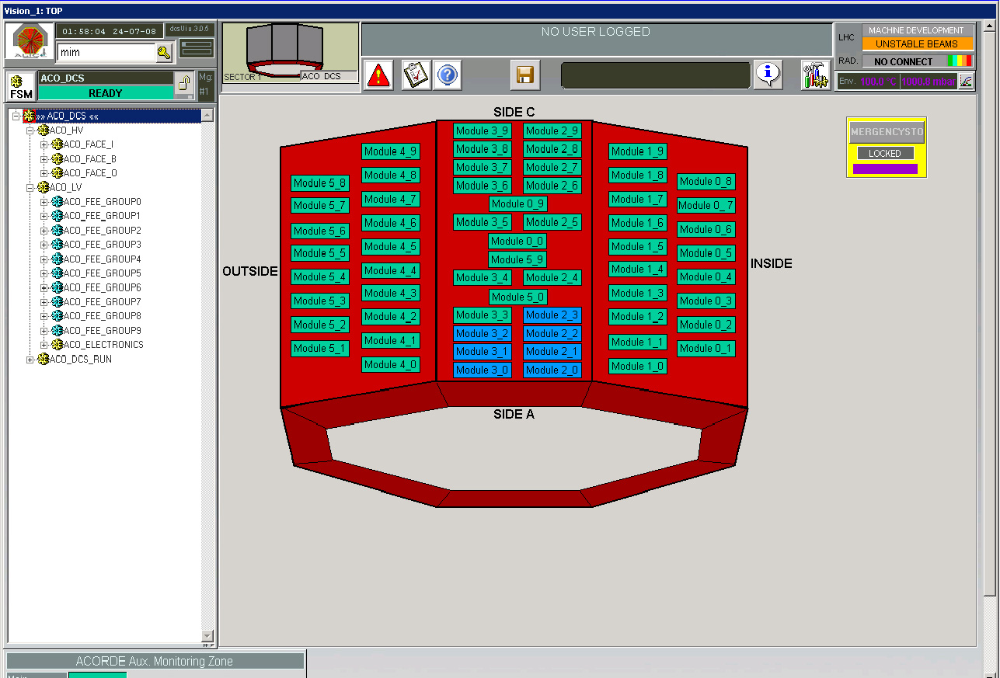 Vision_1: TOP
01:58:04 24-07-08
dcsUi u.3.0.5
ALICE
mim
FSM
ACO_DCS
READY
Mg:
#1
SECTOR 1
ACO DCS
NO USER LOGGED
LHC
MACHINE DEVELOPMENT
UNSTABLE BEAMS
RAD.
NO CONNECT
Env.
100.0 °C
1000.8 mbar
>> ACO_DCS <<
ACO_HV
ACO_FACE_I
ACO_FACE_B
ACO_FACE_O
ACO_LV
ACO_FEE_GROUP0
ACO_FEE_GROUP1
ACO_FEE_GROUP2
ACO_FEE_GROUP3
ACO_FEE_GROUP4
ACO_FEE_GROUP5
ACO_FEE_GROUP6
ACO_FEE_GROUP7
ACO_FEE_GROUP8
ACO_FEE_GROUP9
ACO_ELECTRONICS
ACO_DCS_RUN
SIDE C
OUTSIDE
Module 5_8
Module 5_7
Module 5_6
Module 5_5
Module 5_4
Module 5_3
Module 5_2
Module 5_1
Module 4_9
Module 4_8
Module 4_7
Module 4_6
Module 4_5
Module 4_4
Module 4_3
Module 4_2
Module 4_1
Module 4_0
Module 3_9 Module 2_9
Module 3_8 Module 2_8
Module 3_7 Module 2_7
Module 3_6 Module 2_6
Module 0_9
Module 3_5 Module 2_5
Module 0_0
Module 5_9
Module 3_4 Module 2_4
Module 5_0
Module 3_3 Module 2_3
Module 3_2 Module 2_2
Module 3_1 Module 2_1
Module 3_0 Module 2_0
Module 1_9
Module 1_8
Module 1_7
Module 1_6
Module 1_5
Module 1_4
Module 1_3
Module 1_2
Module 1_1
Module 1_0
Module 0_8
Module 0_7
Module 0_6
Module 0_5
Module 0_4
Module 0_3
Module 0_2
Module 0_1
INSIDE
SIDE A
MERGENCYSTO
LOCKED
ACORDE Aux. Monitoring Zone